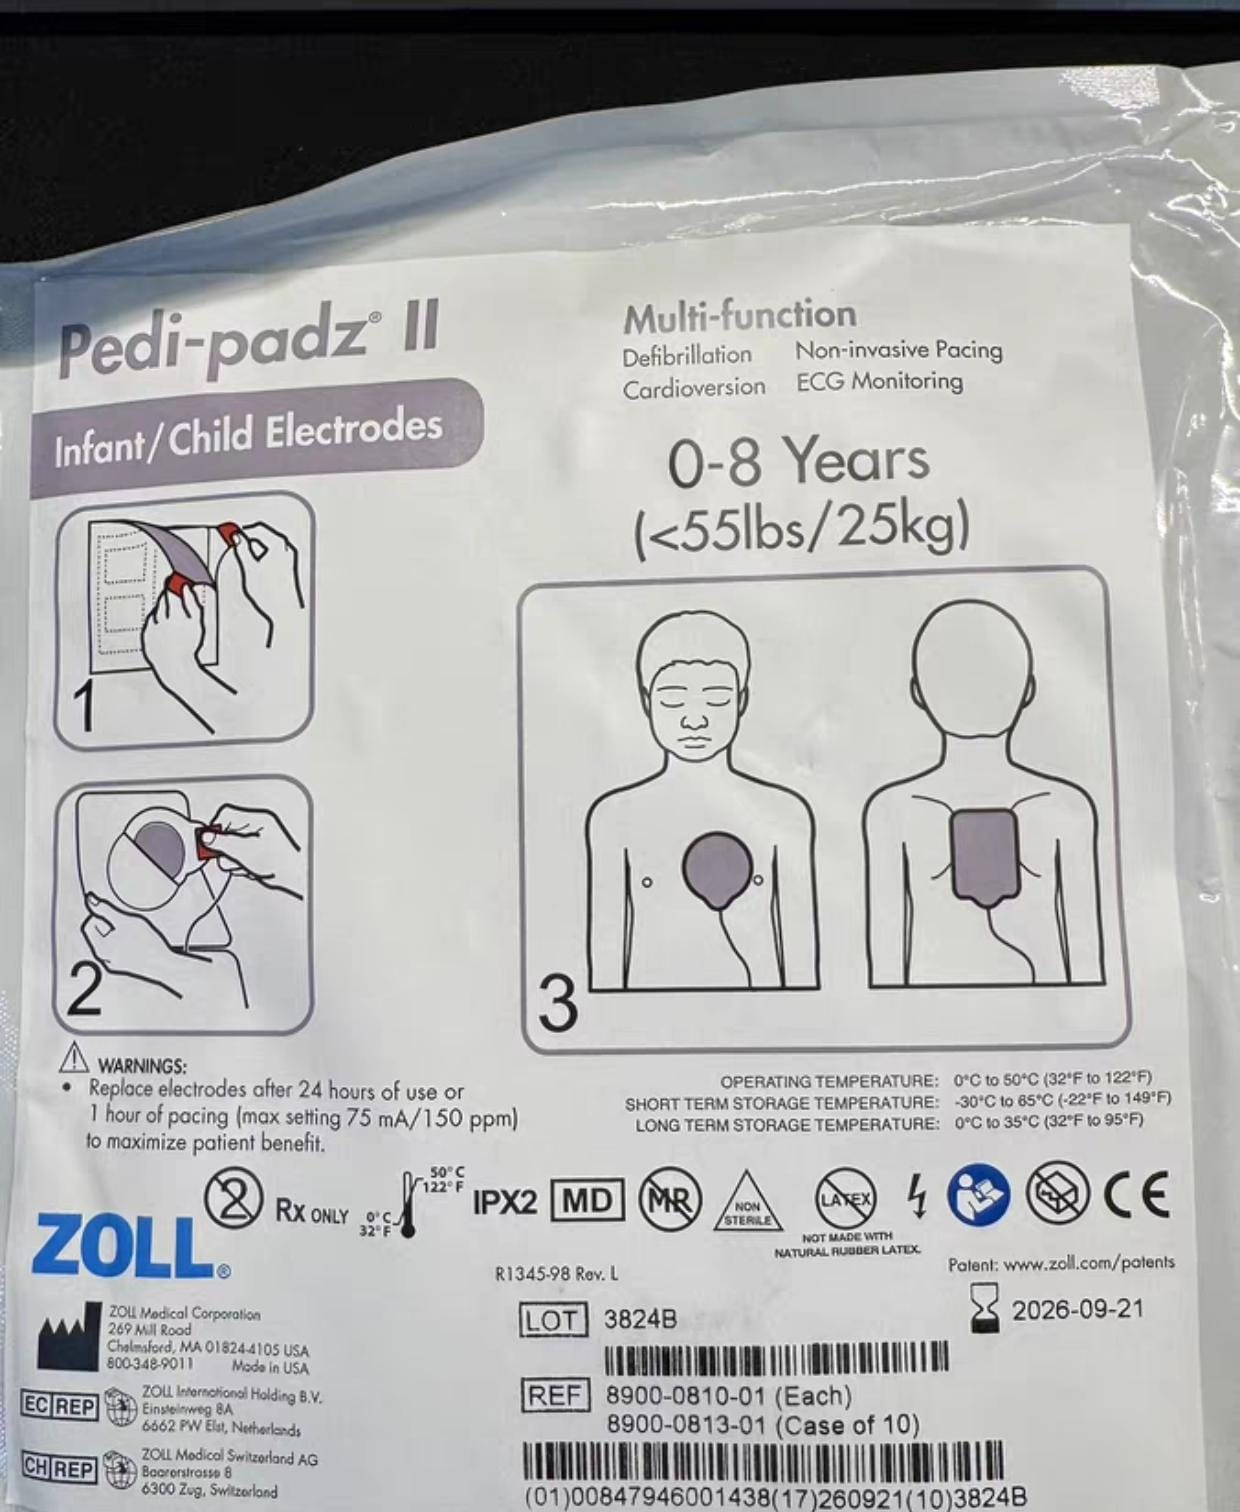 Pedi-padz® II
Infant/Child Electrodes
Multi-function
Defibrillation Non-invasive Pacing
Cardioversion ECG Monitoring
0-8 Years
(<55lbs/25kg)
1
2
3
WARNINGS:
• Replace electrodes after 24 hours of use or
1 hour of pacing (max setting 75 mA/150 ppm)
to maximize patient benefit.
OPERATING TEMPERATURE: 0°C to 50°C (32°F to 122°F)
SHORT TERM STORAGE TEMPERATURE: -30°C to 65°C (-22°F to 149°F)
LONG TERM STORAGE TEMPERATURE: 0°C to 35°C (32°F to 95°F)
2
Rx ONLY
50°C
122°F
0°C
32°F
IPX2
MD
MR
NON
STERILE
LATEX
NOT MADE WITH
NATURAL RUBBER LATEX.
CE
ZOLL®
R1345-98 Rev. L
Patent: www.zoll.com/patents
ZOLL Medical Corporation
269 Mill Road
Chelmsford, MA 01824-4105 USA
800-348-9011 Made in USA
EC REP
ZOLL International Holding B.V.
Einsteinweg 8A
6662 PW Elst, Netherlands
CH REP
ZOLL Medical Switzerland AG
Baarerstrasse 8
6300 Zug, Switzerland
LOT 3824B
2026-09-21
REF 8900-0810-01 (Each)
8900-0813-01 (Case of 10)
(01)00847946001438(17)260921(10)3824B